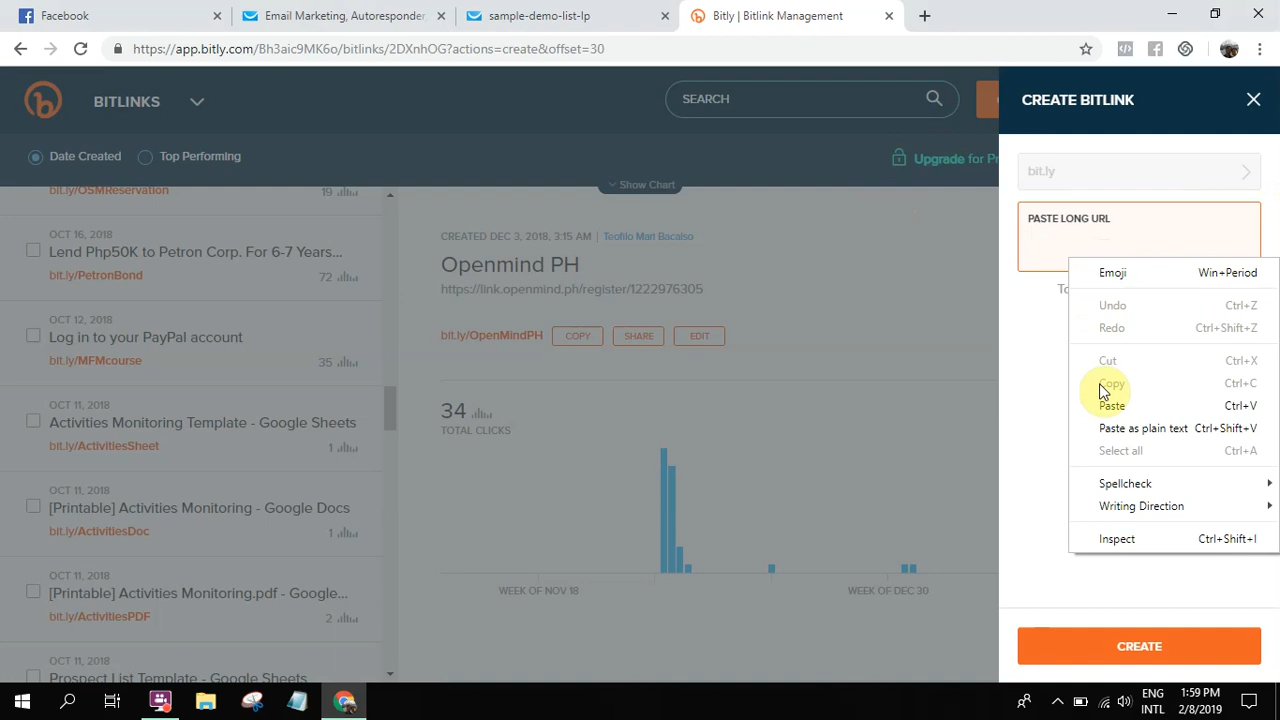 Facebook
Email Marketing, Autoresponder,
sample-demo-list-lp
Bitly | Bitlink Management
https://app.bitly.com/Bh3aic9MK6o/bitlinks/2DXnhOG?actions=create&offset=30
BITLINKS
SEARCH
CREATE BITLINK
Date Created
Top Performing
Upgrade for Pr
bit.ly
Show Chart
bit.ly/OSMReservation
19
PASTE LONG URL
OCT 16, 2018
Lend Php50K to Petron Corp. For 6-7 Years...
bit.ly/PetronBond
72
CREATED DEC 3, 2018, 3:15 AM | Teofilo Mari Bacalso
Openmind PH
https://link.openmind.ph/register/1222976305
bit.ly/OpenMindPH
COPY
SHARE
EDIT
To
Emoji Win+Period
Undo Ctrl+Z
Redo Ctrl+Shift+Z
Cut Ctrl+X
Copy Ctrl+C
Paste Ctrl+V
Paste as plain text Ctrl+Shift+V
Select all Ctrl+A
Spellcheck
Writing Direction
Inspect Ctrl+Shift+I
OCT 12, 2018
Log in to your PayPal account
bit.ly/MFMcourse
35
OCT 11, 2018
Activities Monitoring Template - Google Sheets
bit.ly/ActivitiesSheet
1
34
TOTAL CLICKS
OCT 11, 2018
[Printable] Activities Monitoring - Google Docs
bit.ly/ActivitiesDoc
1
OCT 11, 2018
[Printable] Activities Monitoring.pdf - Google...
bit.ly/ActivitiesPDF
2
WEEK OF NOV 18
WEEK OF DEC 30
OCT 11, 2018
Prospect List Template - Google Sheets
CREATE
ENG
INTL
1:59 PM
2/8/2019